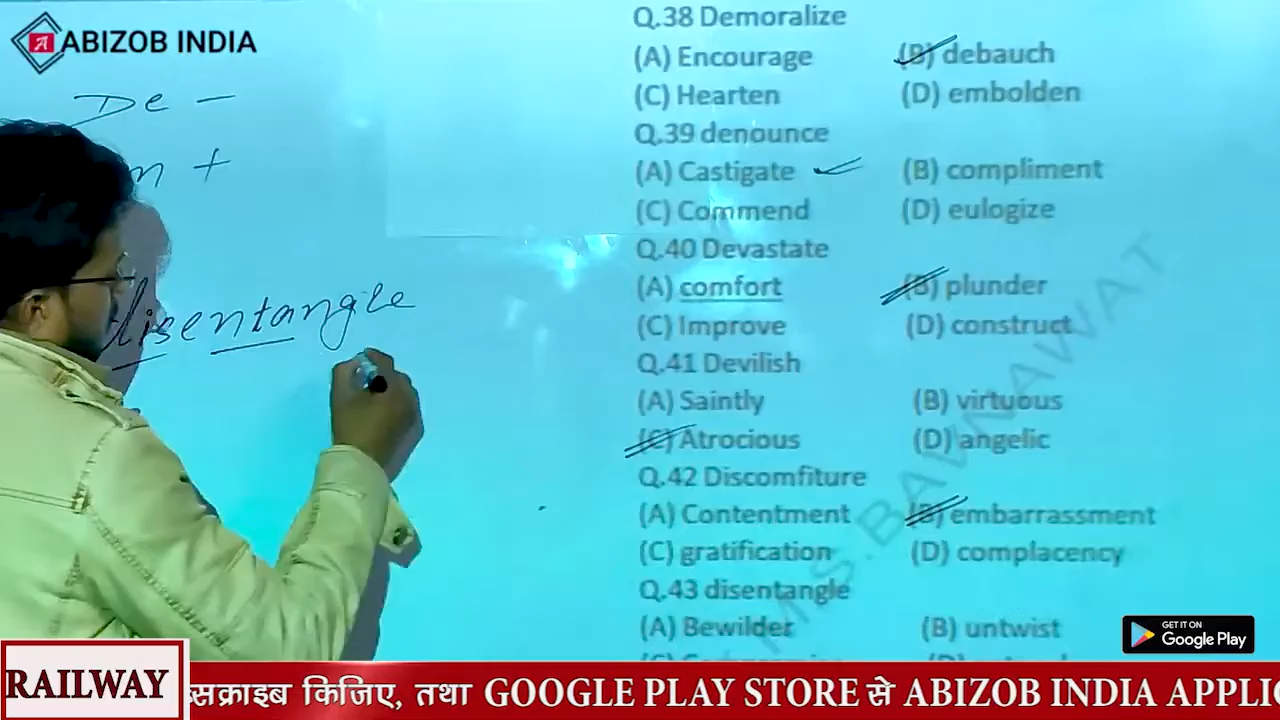 ABIZOB INDIA
De –
n +
disentangle
Q.38 Demoralize
(A) Encourage (B) debauch
(C) Hearten (D) embolden
Q.39 denounce
(A) Castigate (B) compliment
(C) Commend (D) eulogize
Q.40 Devastate
(A) comfort (B) plunder
(C) Improve (D) construct
Q.41 Devilish
(A) Saintly (B) virtuous
(C) Atrocious (D) angelic
Q.42 Discomfiture
(A) Contentment (B) embarrassment
(C) gratification (D) complacency
Q.43 disentangle
(A) Bewilder (B) untwist
GET IT ON
Google Play
RAILWAY
सक्राइब किजिए, तथा GOOGLE PLAY STORE से ABIZOB INDIA APPLIC